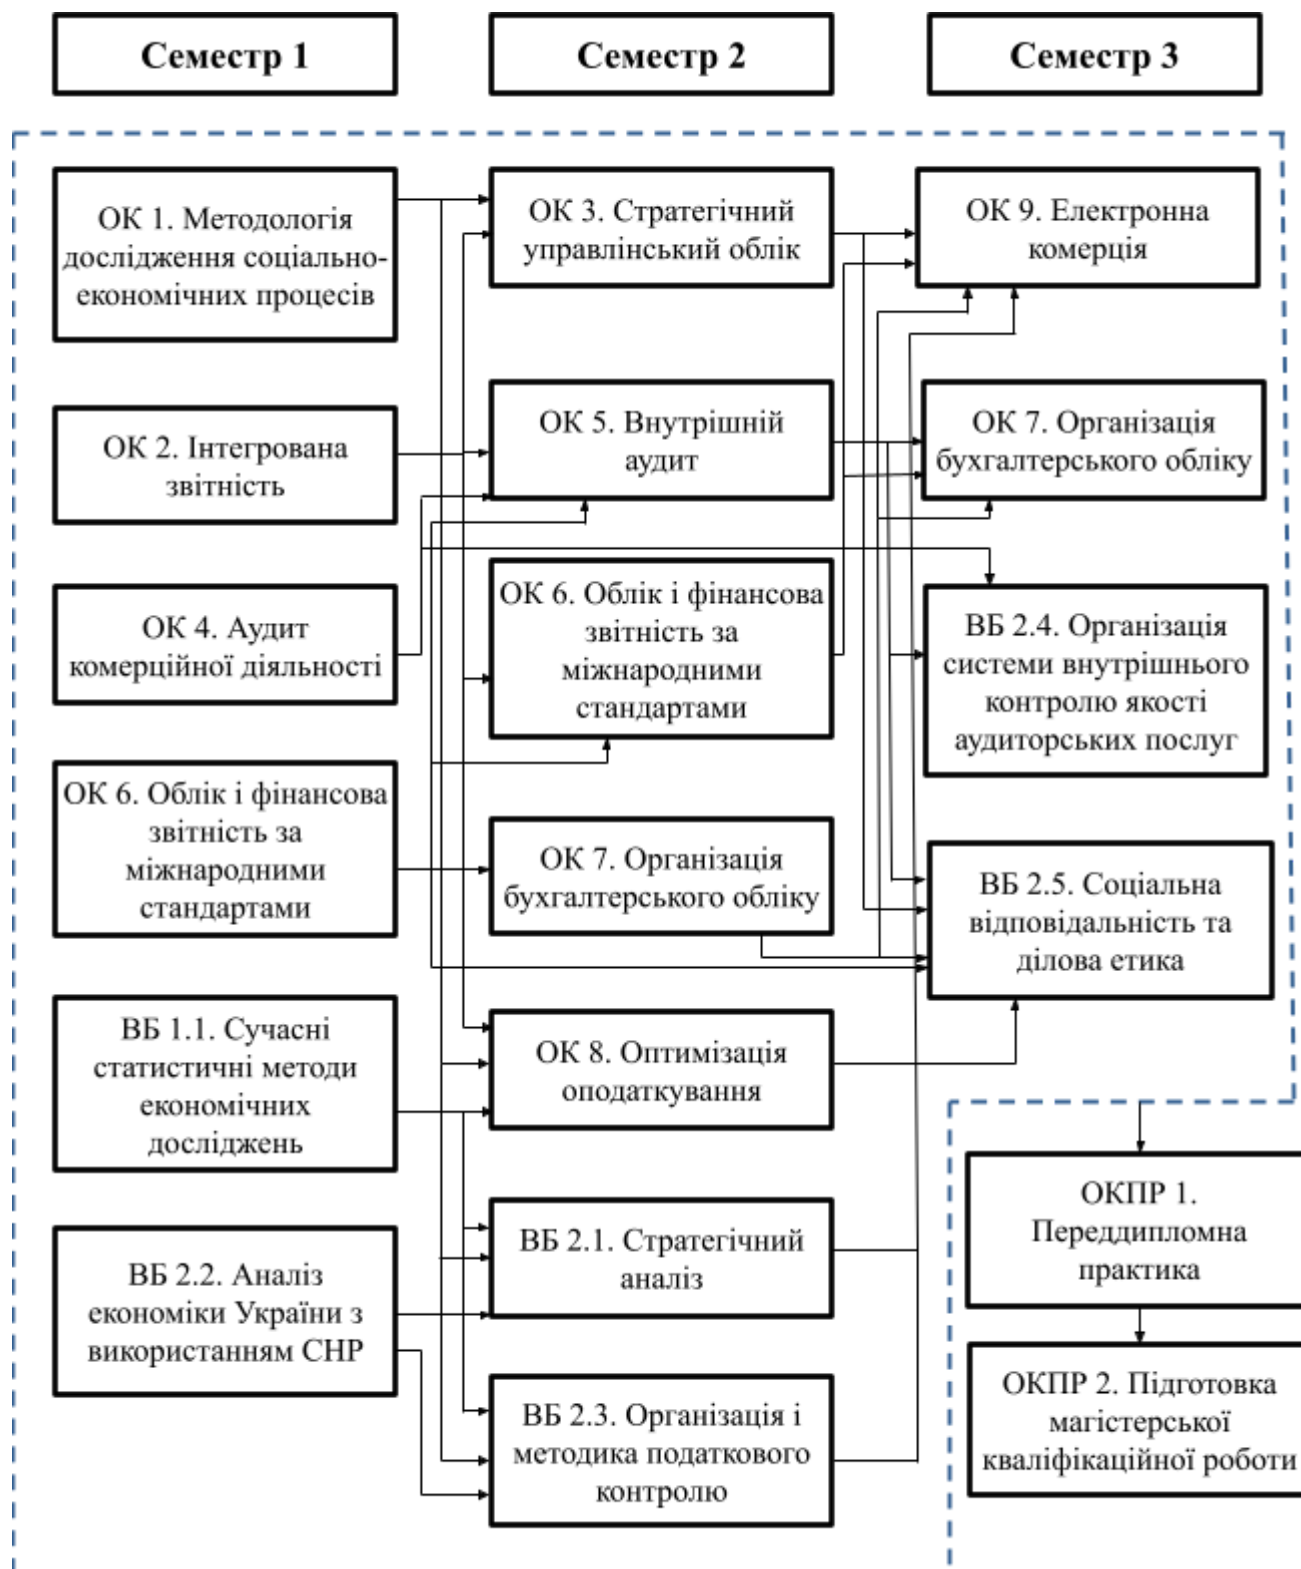 Семестр 1
Семестр 2
Семестр 3
ОК 1. Методологія
дослідження соціально-
економічних процесів
ОК 2. Інтегрована
звітність
ОК 4. Аудит
комерційної діяльності
ОК 6. Облік і фінансова
звітність за
міжнародними
стандартами
ВБ 1.1. Сучасні
статистичні методи
економічних
досліджень
ВБ 2.2. Аналіз
економіки України з
використанням СНР
ОК 3. Стратегічний
управлінський облік
ОК 5. Внутрішній
аудит
ОК 6. Облік і фінансова
звітність за
міжнародними
стандартами
ОК 7. Організація
бухгалтерського обліку
ОК 8. Оптимізація
оподаткування
ВБ 2.1. Стратегічний
аналіз
ВБ 2.3. Організація і
методика податкового
контролю
ОК 9. Електронна
комерція
ОК 7. Організація
бухгалтерського обліку
ВБ 2.4. Організація
системи внутрішнього
контролю якості
аудиторських послуг
ВБ 2.5. Соціальна
відповідальність та
ділова етика
ОКПР 1.
Переддипломна
практика
ОКПР 2. Підготовка
магістерської
кваліфікаційної роботи